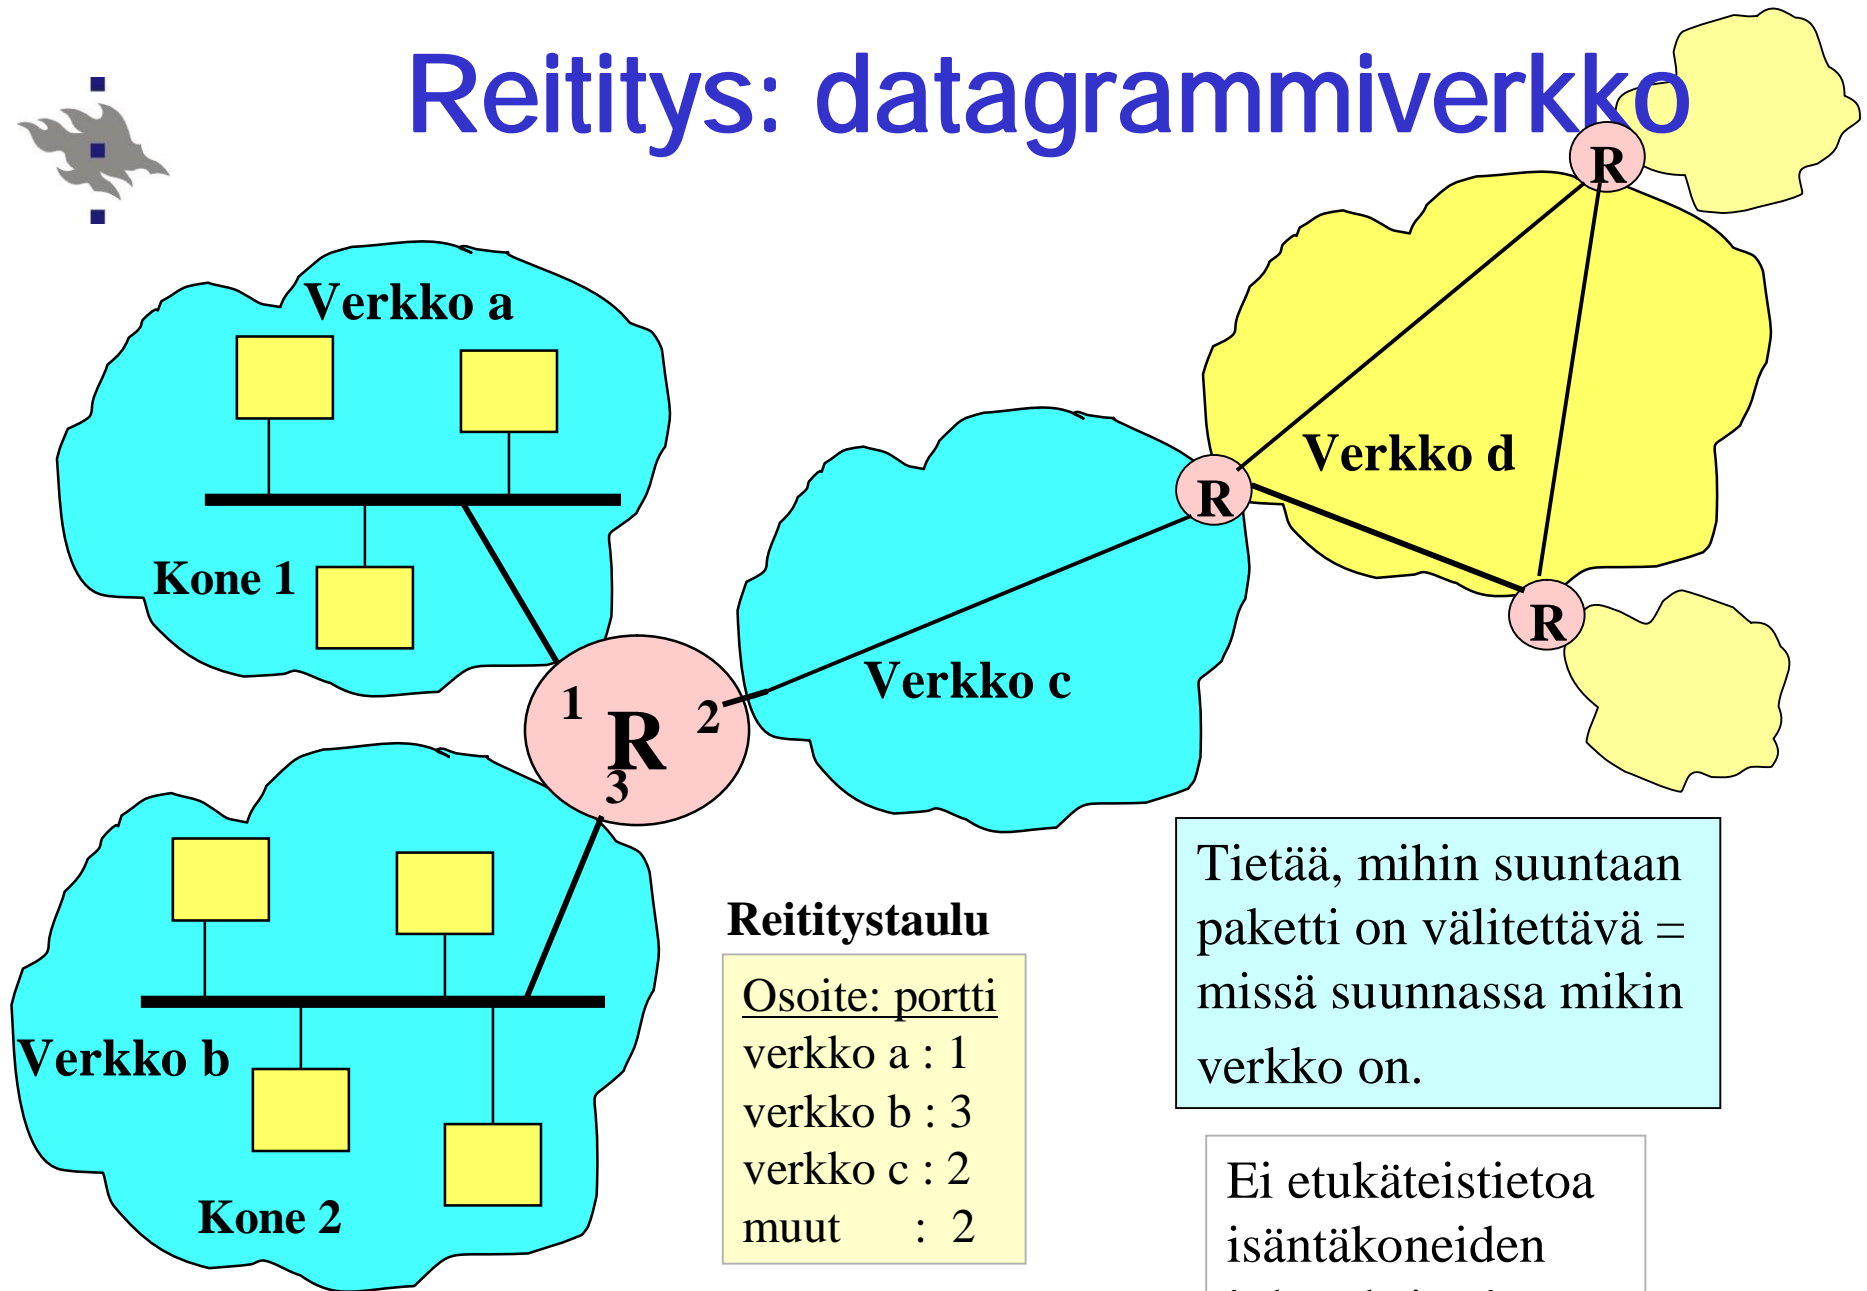 Reititys: datagrammiverkko
R
Verkko a
Verkko d
R
Kone 1
R
Verkko c
1
R
2
3
Tietää, mihin suuntaan
paketti on välitettävä =
missä suunnassa mikin
verkko on.
Reititystaulu
Osoite: portti
verkko a : 1
verkko b : 3
verkko c : 2
muut : 2
Verkko b
Kone 2
Ei etukäteistietoa
isäntäkoneiden